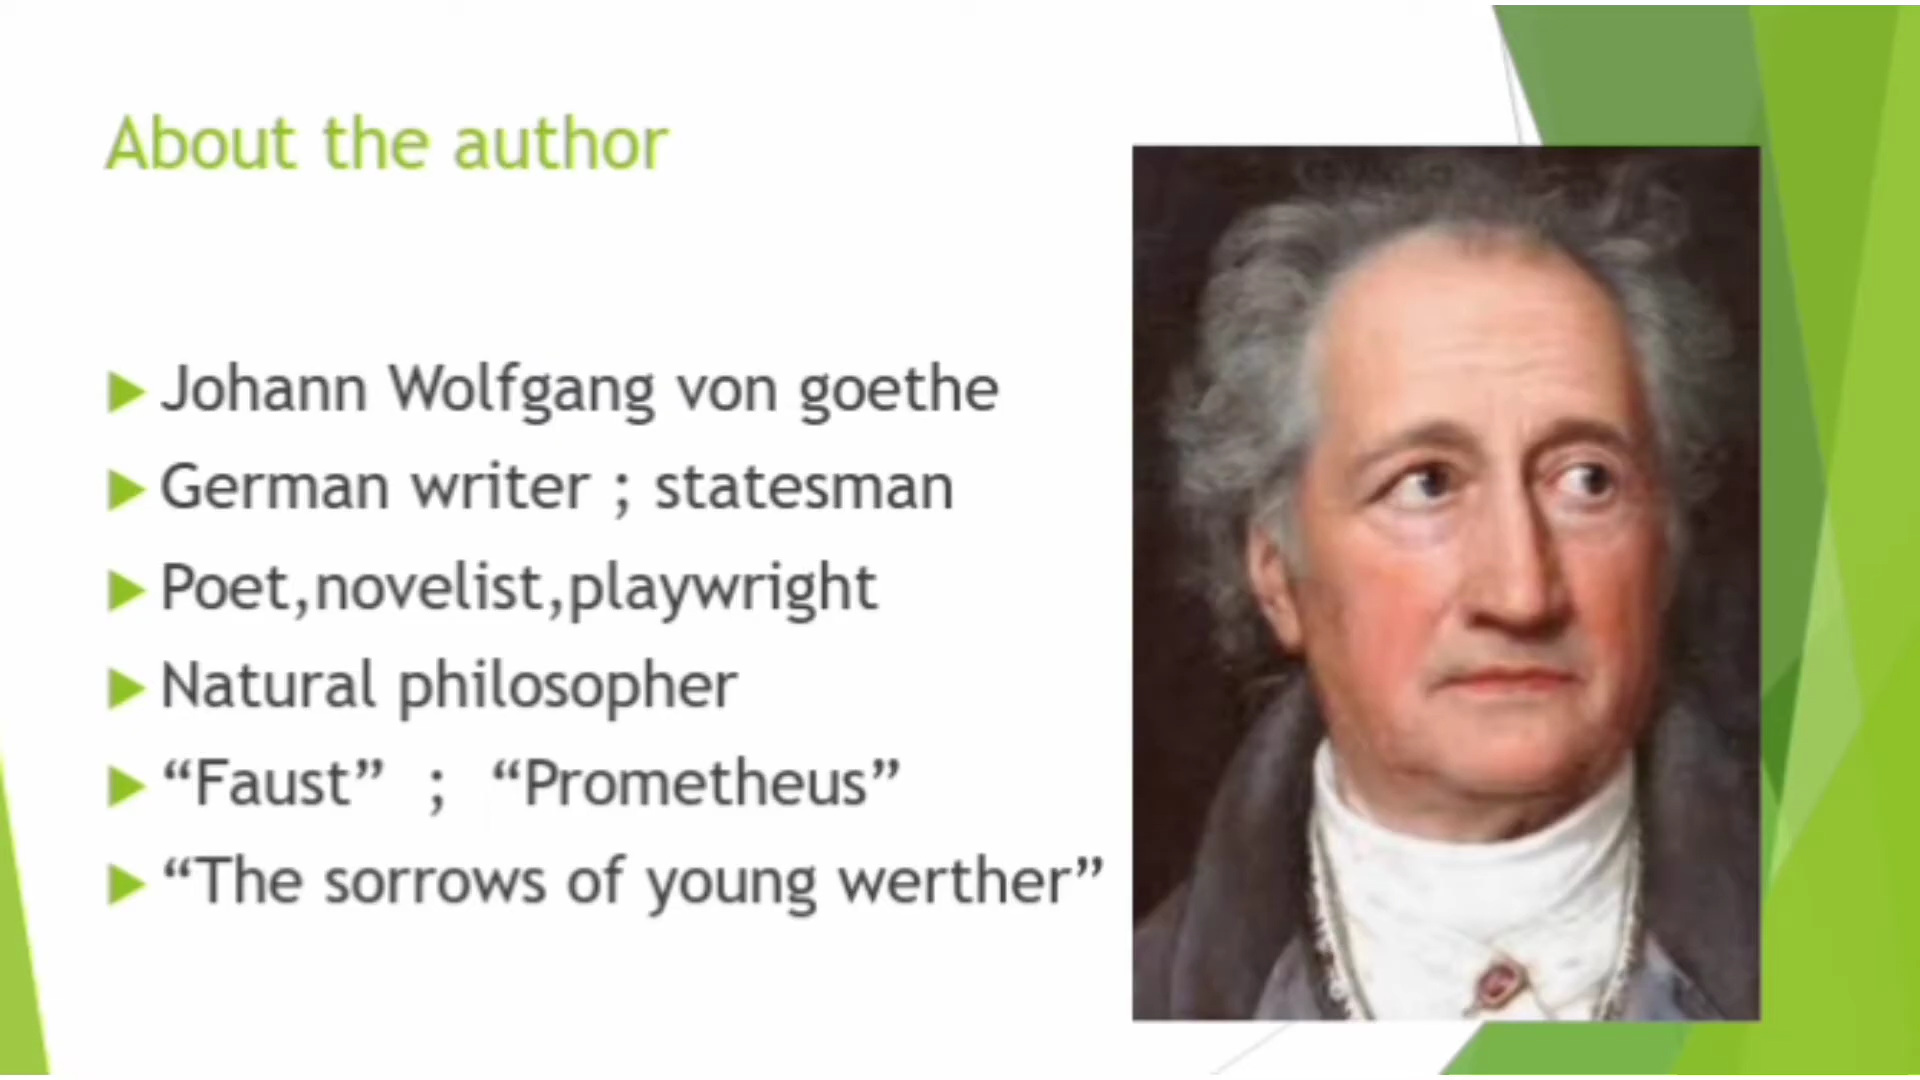 About the author
Johann Wolfgang von goethe
German writer ; statesman
Poet,novelist,playwright
Natural philosopher
“Faust” ; “Prometheus”
“The sorrows of young werther”